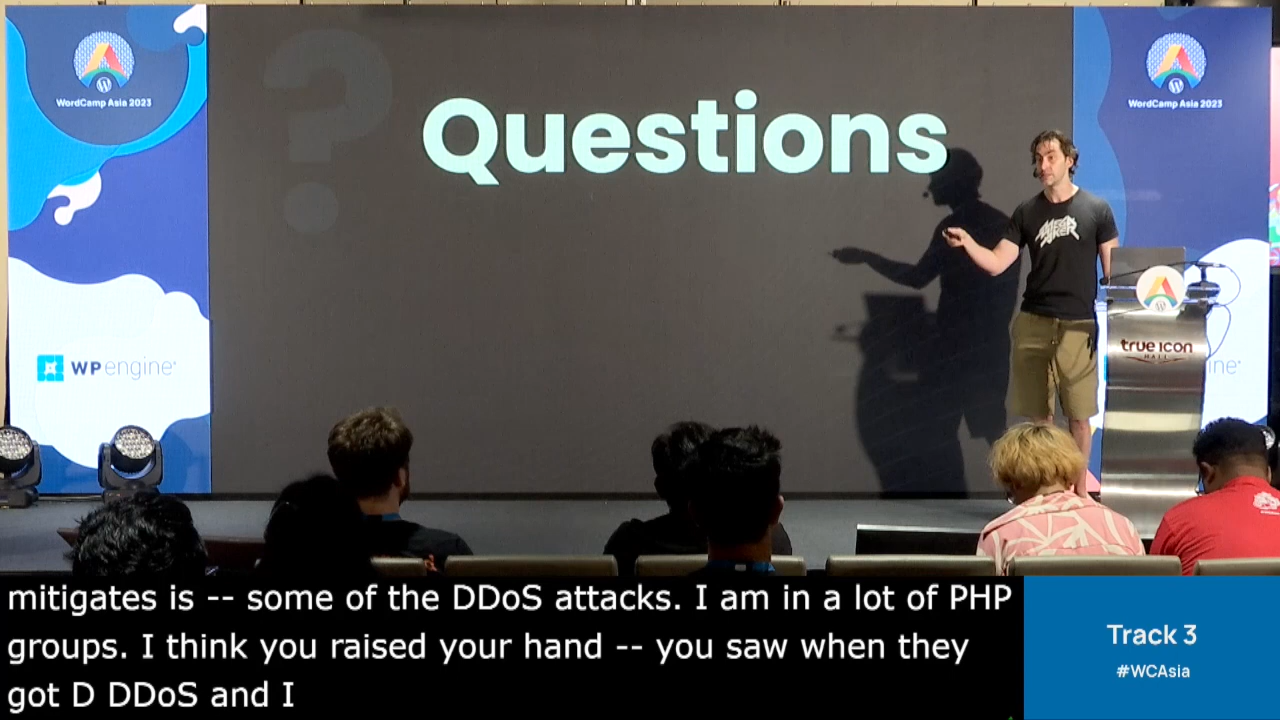 WordCamp Asia 2023
?
Questions
WordCamp Asia 2023
WP engine
true icon
HALL
ine
mitigates is -- some of the DDoS attacks. I am in a lot of PHP
groups. I think you raised your hand -- you saw when they
got D DDoS and I
Track 3
#WCAsia